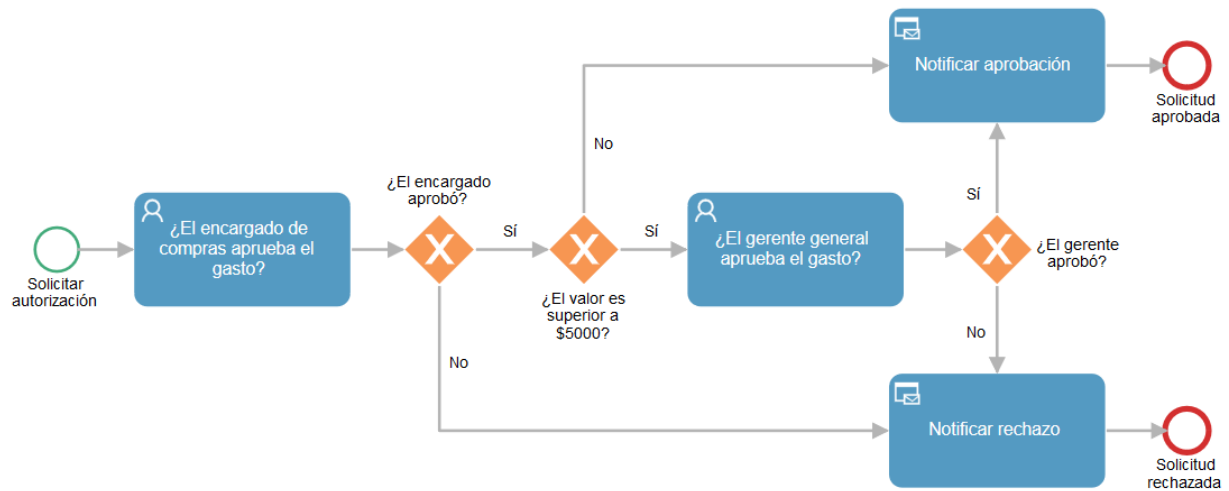 Notificar aprobación
Solicitud
aprobada
No
¿El encargado
aprobó?
Sí
¿El encargado de
compras aprueba el
gasto?
Sí
Sí
¿El gerente general
aprueba el gasto?
¿El gerente
aprobó?
Solicitar
autorización
¿El valor es
superior a
$5000?
No
No
Notificar rechazo
Solicitud
rechazada